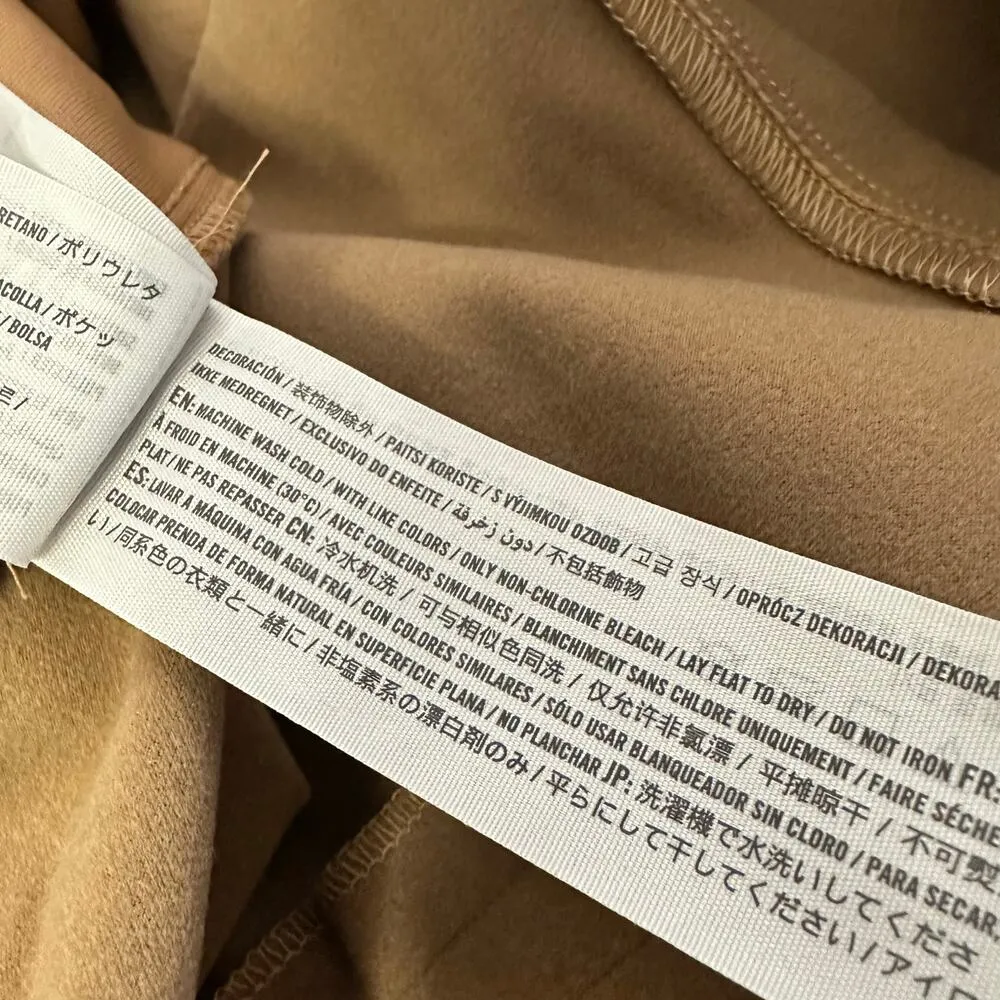 RETANO / ポリウレタ
ACOLLA / ポケッ
/ BOLSA
르 /
DECORACIÓN / 装饰物除外 / PAITSI KORISTE / S VÝJIMKOU OZDOB / 고급 장식 / OPRÓCZ DEKORACJI / DEKORA
IKKE MEDREGNET / EXCLUSIVO DO ENFEITE / دون زخرفة / 不包括飾物
EN: MACHINE WASH COLD / WITH LIKE COLORS / ONLY NON-CHLORINE BLEACH / LAY FLAT TO DRY / DO NOT IRON FR:
À FROID EN MACHINE (30°C) / AVEC COULEURS SIMILAIRES / BLANCHIMENT SANS CHLORE UNIQUEMENT / FAIRE SÉCHE
PLAT / NE PAS REPASSER CN: 冷水机洗 / 可与相似色同洗 / 仅允许非氯漂 / 平摊晾干 / 不可熨
ES: LAVAR A MÁQUINA CON AGUA FRÍA / CON COLORES SIMILARES / SÓLO USAR BLANQUEADOR SIN CLORO / PARA SECAR,
COLOCAR PRENDA DE FORMA NATURAL EN SUPERFICIE PLANA / NO PLANCHAR JP: 洗濯機で水洗いしてくださ
い/同系色の衣類と一緒に/非塩素系の漂白剤のみ/平らにして干してください/アイロ